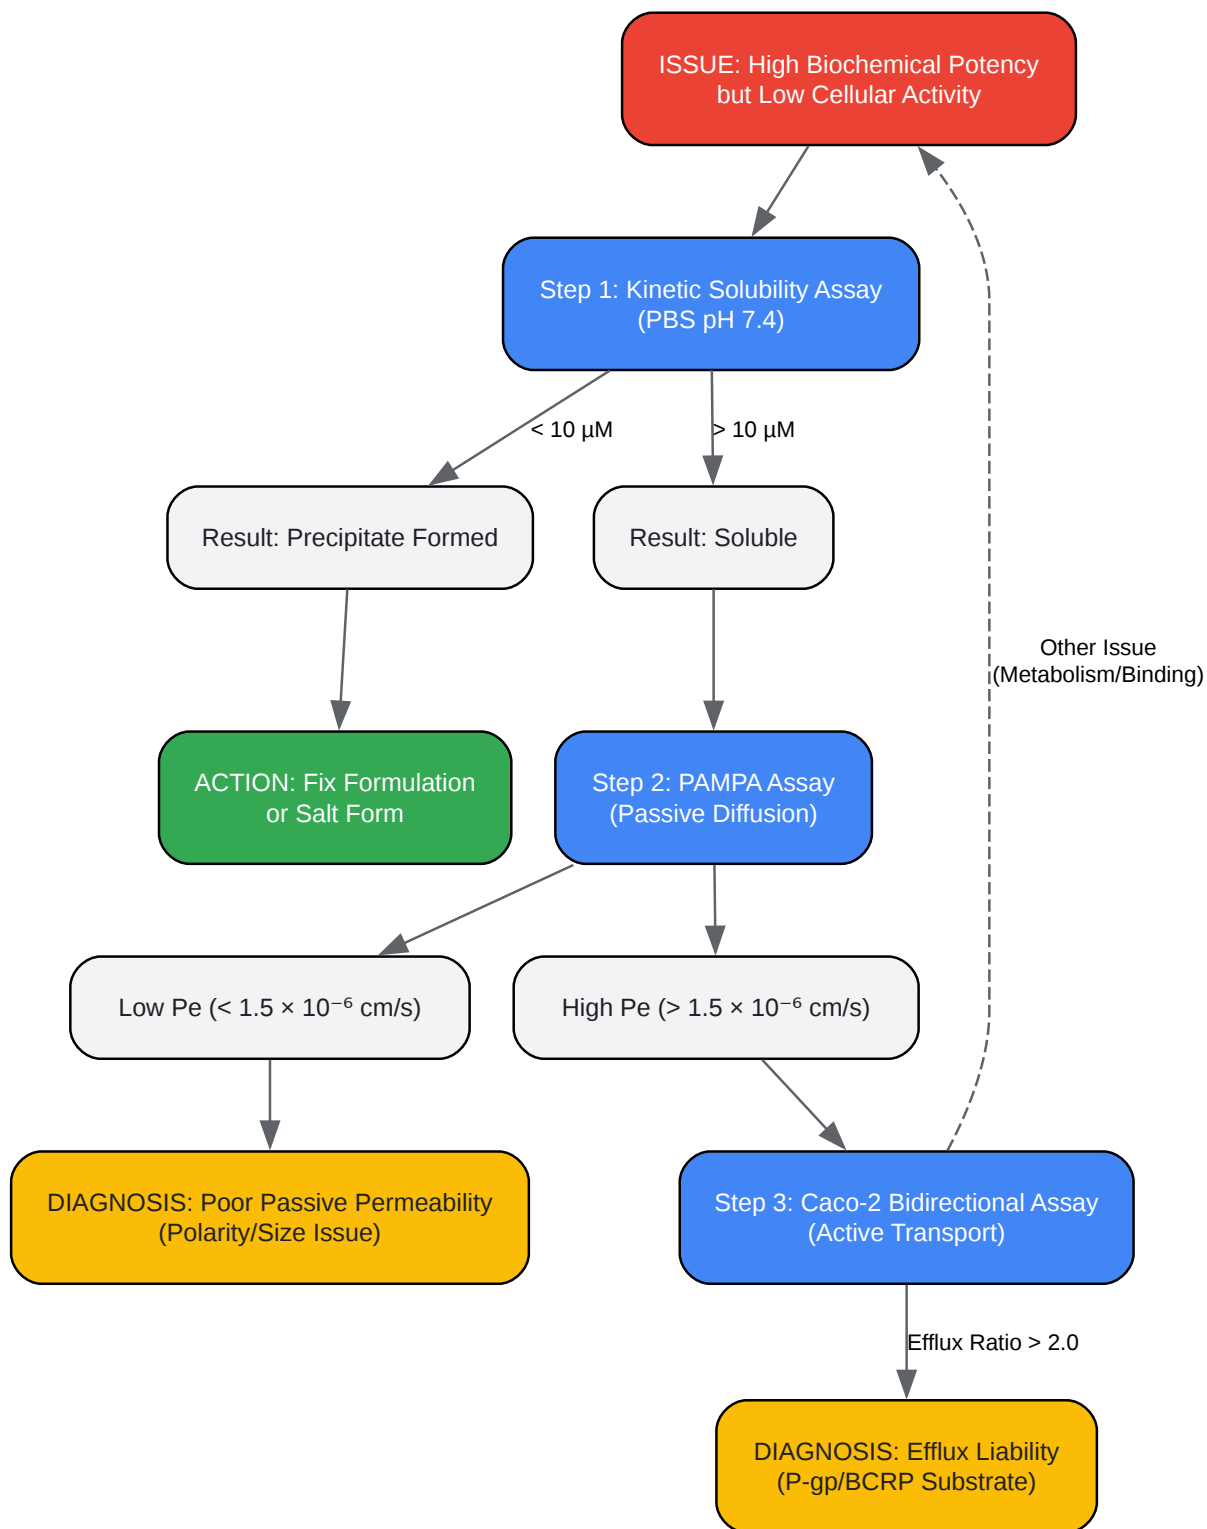 ISSUE: High Biochemical Potency
but Low Cellular Activity
Step 1: Kinetic Solubility Assay
(PBS pH 7.4)
< 10 µM
> 10 µM
Result: Precipitate Formed
Result: Soluble
Other Issue
(Metabolism/Binding)
ACTION: Fix Formulation
or Salt Form
Step 2: PAMPA Assay
(Passive Diffusion)
Low Pe (< 1.5 × 10⁻⁶ cm/s)
High Pe (> 1.5 × 10⁻⁶ cm/s)
DIAGNOSIS: Poor Passive Permeability
(Polarity/Size Issue)
Step 3: Caco-2 Bidirectional Assay
(Active Transport)
Efflux Ratio > 2.0
DIAGNOSIS: Efflux Liability
(P-gp/BCRP Substrate)